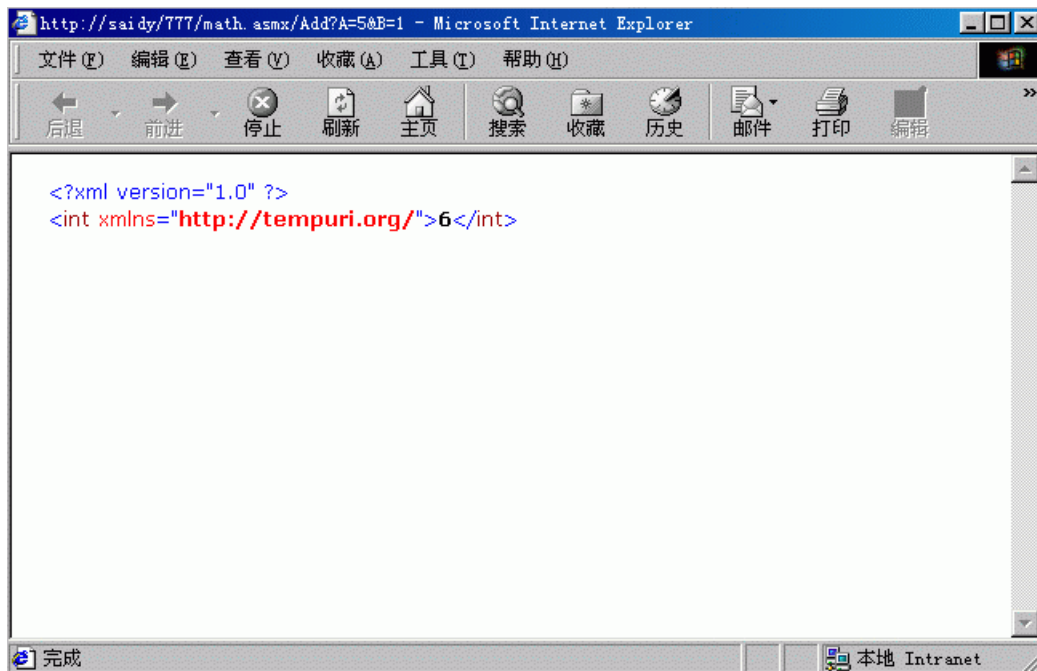 http://saidy/777/math.asmx/Add?A=5&B=1 - Microsoft Internet Explorer
文件(F) 编辑(E) 查看(V) 收藏(A) 工具(T) 帮助(H)
后退 前进 停止 刷新 主页 搜索 收藏 历史 邮件 打印 编辑 »
<?xml version="1.0" ?>
<int xmlns="http://tempuri.org/">6</int>
完成 本地 Intranet